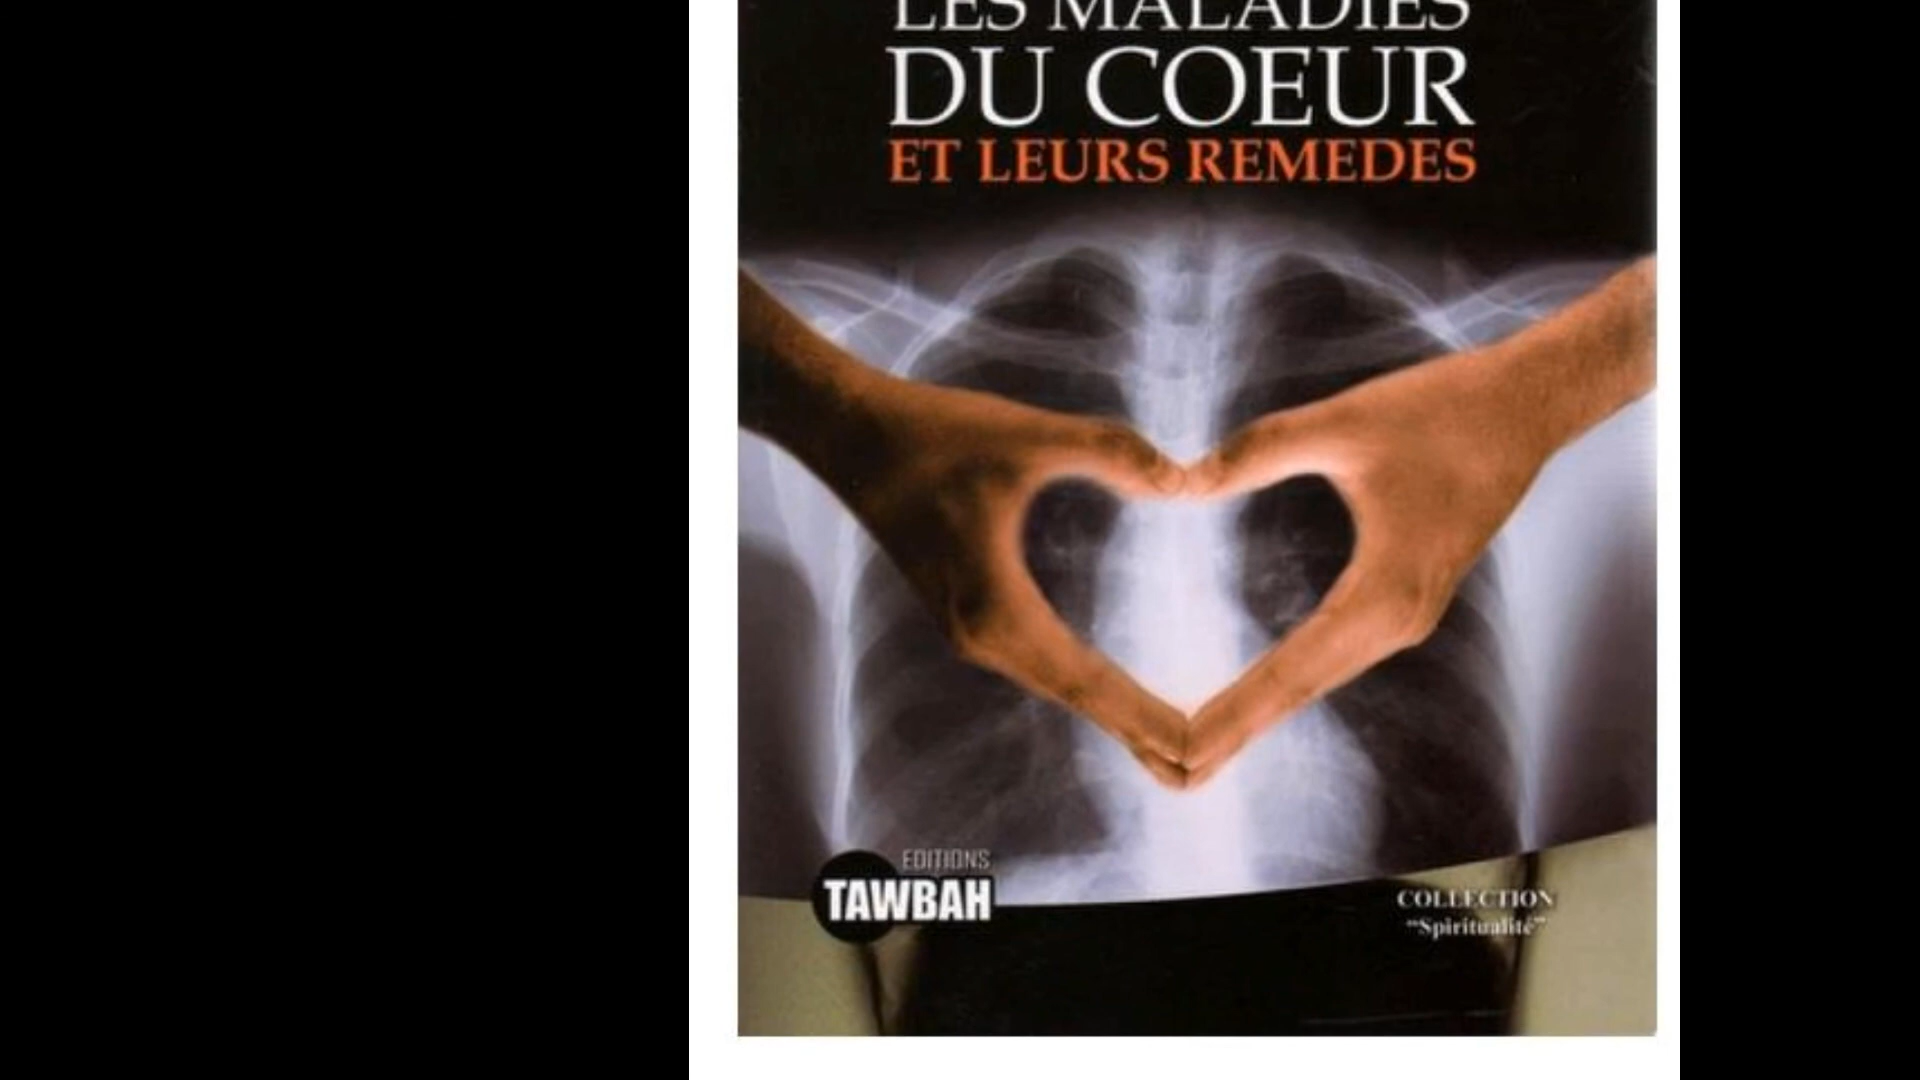 LES MALADIES
DU COEUR
ET LEURS REMEDES
EDITIONS
TAWBAH
COLLECTION
“Spiritualité”